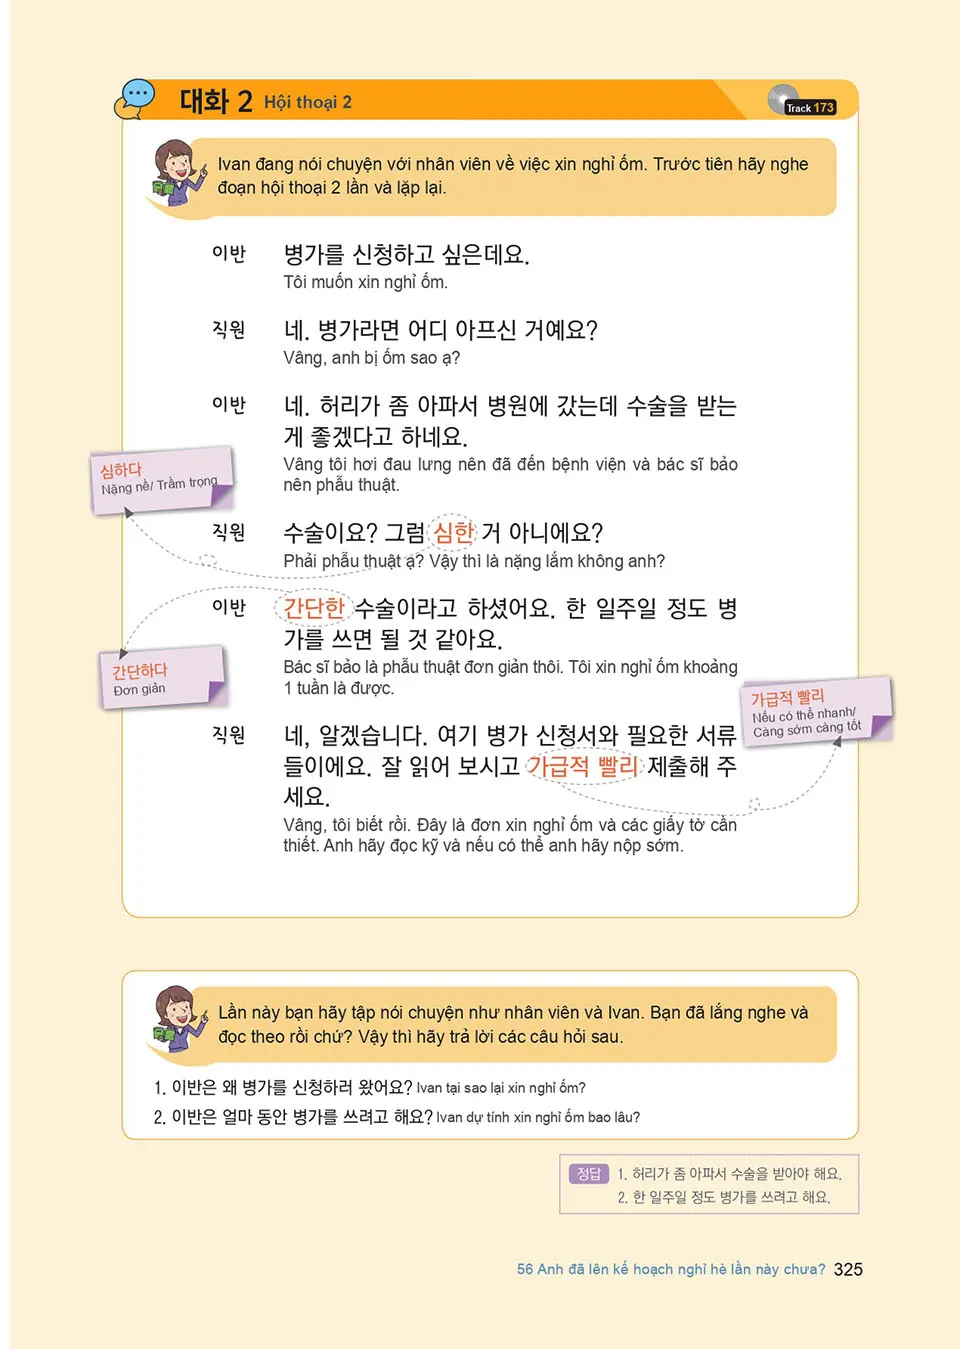 대화 2 Hội thoại 2
Track 173
Ivan đang nói chuyện với nhân viên về việc xin nghỉ ốm. Trước tiên hãy nghe
đoạn hội thoại 2 lần và lặp lại.
이반 병가를 신청하고 싶은데요.
Tôi muốn xin nghỉ ốm.
직원 네. 병가라면 어디 아프신 거예요?
Vâng, anh bị ốm sao ạ?
이반 네. 허리가 좀 아파서 병원에 갔는데 수술을 받는
게 좋겠다고 하네요.
Vâng tôi hơi đau lưng nên đã đến bệnh viện và bác sĩ bảo
nên phẫu thuật.
심하다
Nặng nề/ Trầm trọng
직원 수술이요? 그럼 심한 거 아니에요?
Phải phẫu thuật ạ? Vậy thì là nặng lắm không anh?
이반 간단한 수술이라고 하셨어요. 한 일주일 정도 병
가를 쓰면 될 것 같아요.
Bác sĩ bảo là phẫu thuật đơn giản thôi. Tôi xin nghỉ ốm khoảng
1 tuần là được.
간단하다
Đơn giản
가급적 빨리
Nếu có thể nhanh/
Càng sớm càng tốt
직원 네, 알겠습니다. 여기 병가 신청서와 필요한 서류
들이에요. 잘 읽어 보시고 가급적 빨리 제출해 주
세요.
Vâng, tôi biết rồi. Đây là đơn xin nghỉ ốm và các giấy tờ cần
thiết. Anh hãy đọc kỹ và nếu có thể anh hãy nộp sớm.
Lần này bạn hãy tập nói chuyện như nhân viên và Ivan. Bạn đã lắng nghe và
đọc theo rồi chứ? Vậy thì hãy trả lời các câu hỏi sau.
1. 이반은 왜 병가를 신청하러 왔어요? Ivan tại sao lại xin nghỉ ốm?
2. 이반은 얼마 동안 병가를 쓰려고 해요? Ivan dự tính xin nghỉ ốm bao lâu?
정답 1. 허리가 좀 아파서 수술을 받아야 해요.
2. 한 일주일 정도 병가를 쓰려고 해요.
56 Anh đã lên kế hoạch nghỉ hè lần này chưa? 325